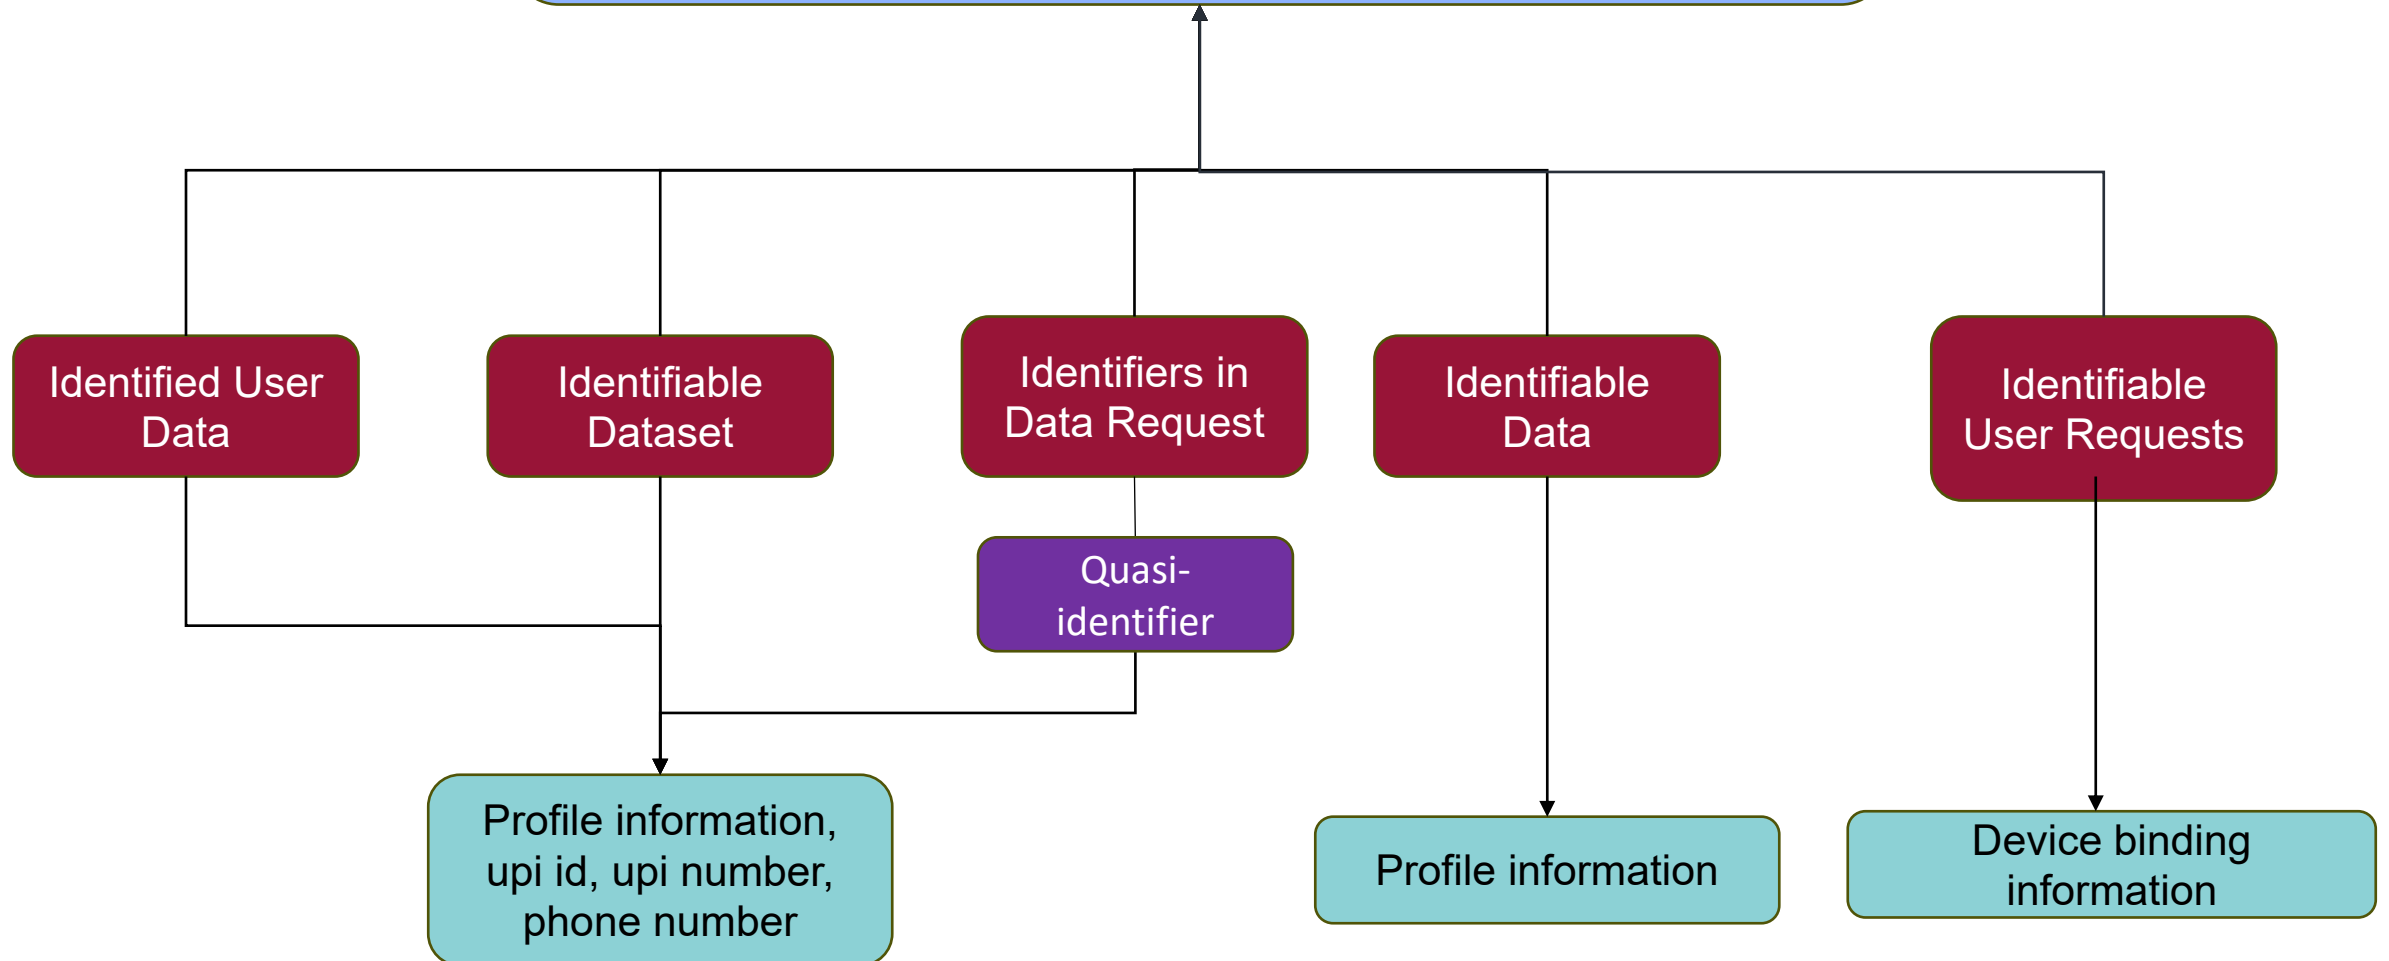 Identified User
Data
Identifiable
Dataset
Identifiers in
Data Request
Identifiable
Data
Identifiable
User Requests
Quasi-
identifier
Profile information,
upi id, upi number,
phone number
Profile information
Device binding
information